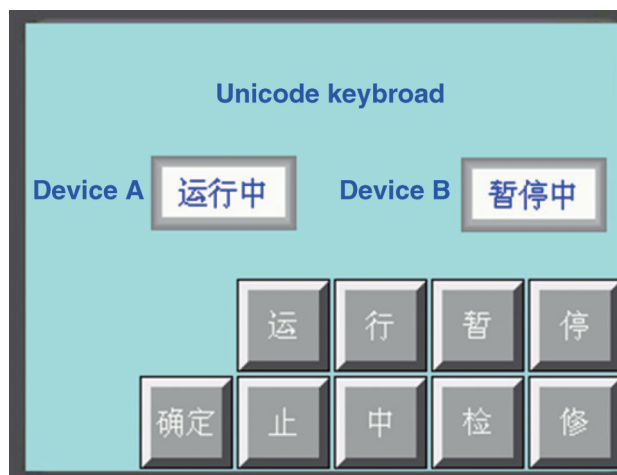 Unicode keybroad
Device A 运行中 Device B 暂停中
运 行 暂 停
确定 止 中 检 修